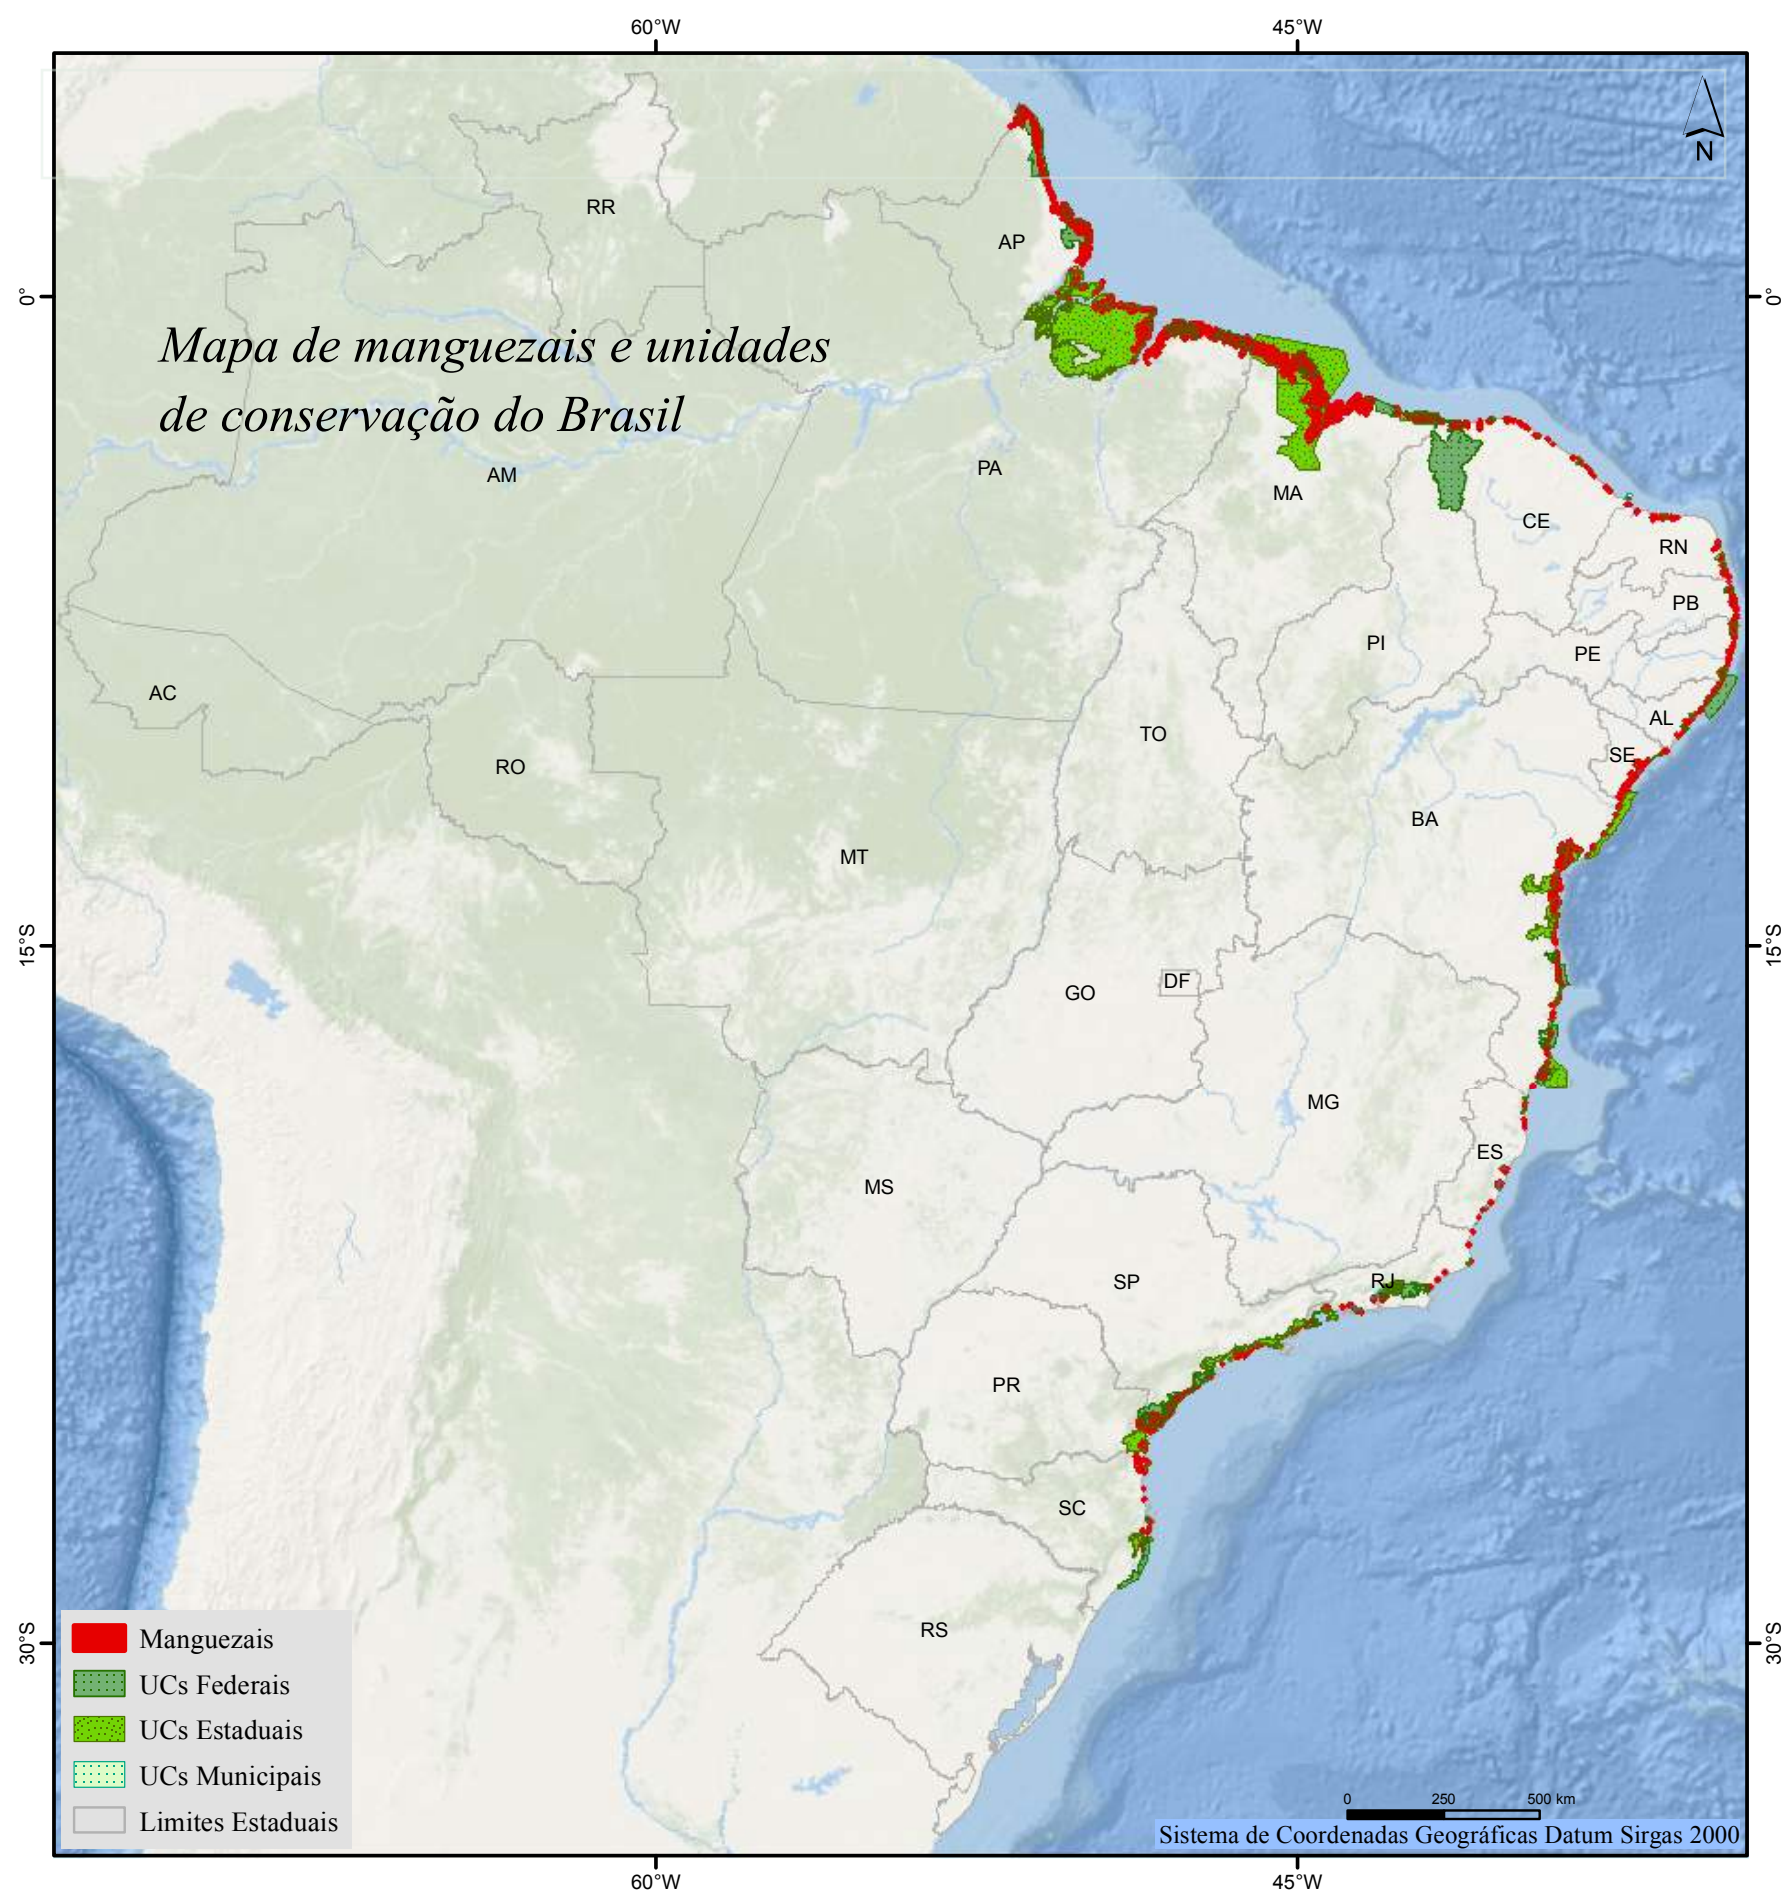 60°W
45°W
N
RR
AP
0°
0°
Mapa de manguezais e unidades
de conservação do Brasil
AM
PA
MA
CE
RN
PB
PI
PE
AC
AL
TO
SE
RO
BA
MT
15°S
15°S
DF
GO
MG
ES
MS
RJ
SP
PR
SC
RS
30°S
30°S
Manguezais
UCs Federais
UCs Estaduais
UCs Municipais
Limites Estaduais
0 250 500 km
Sistema de Coordenadas Geográficas Datum Sirgas 2000
60°W
45°W